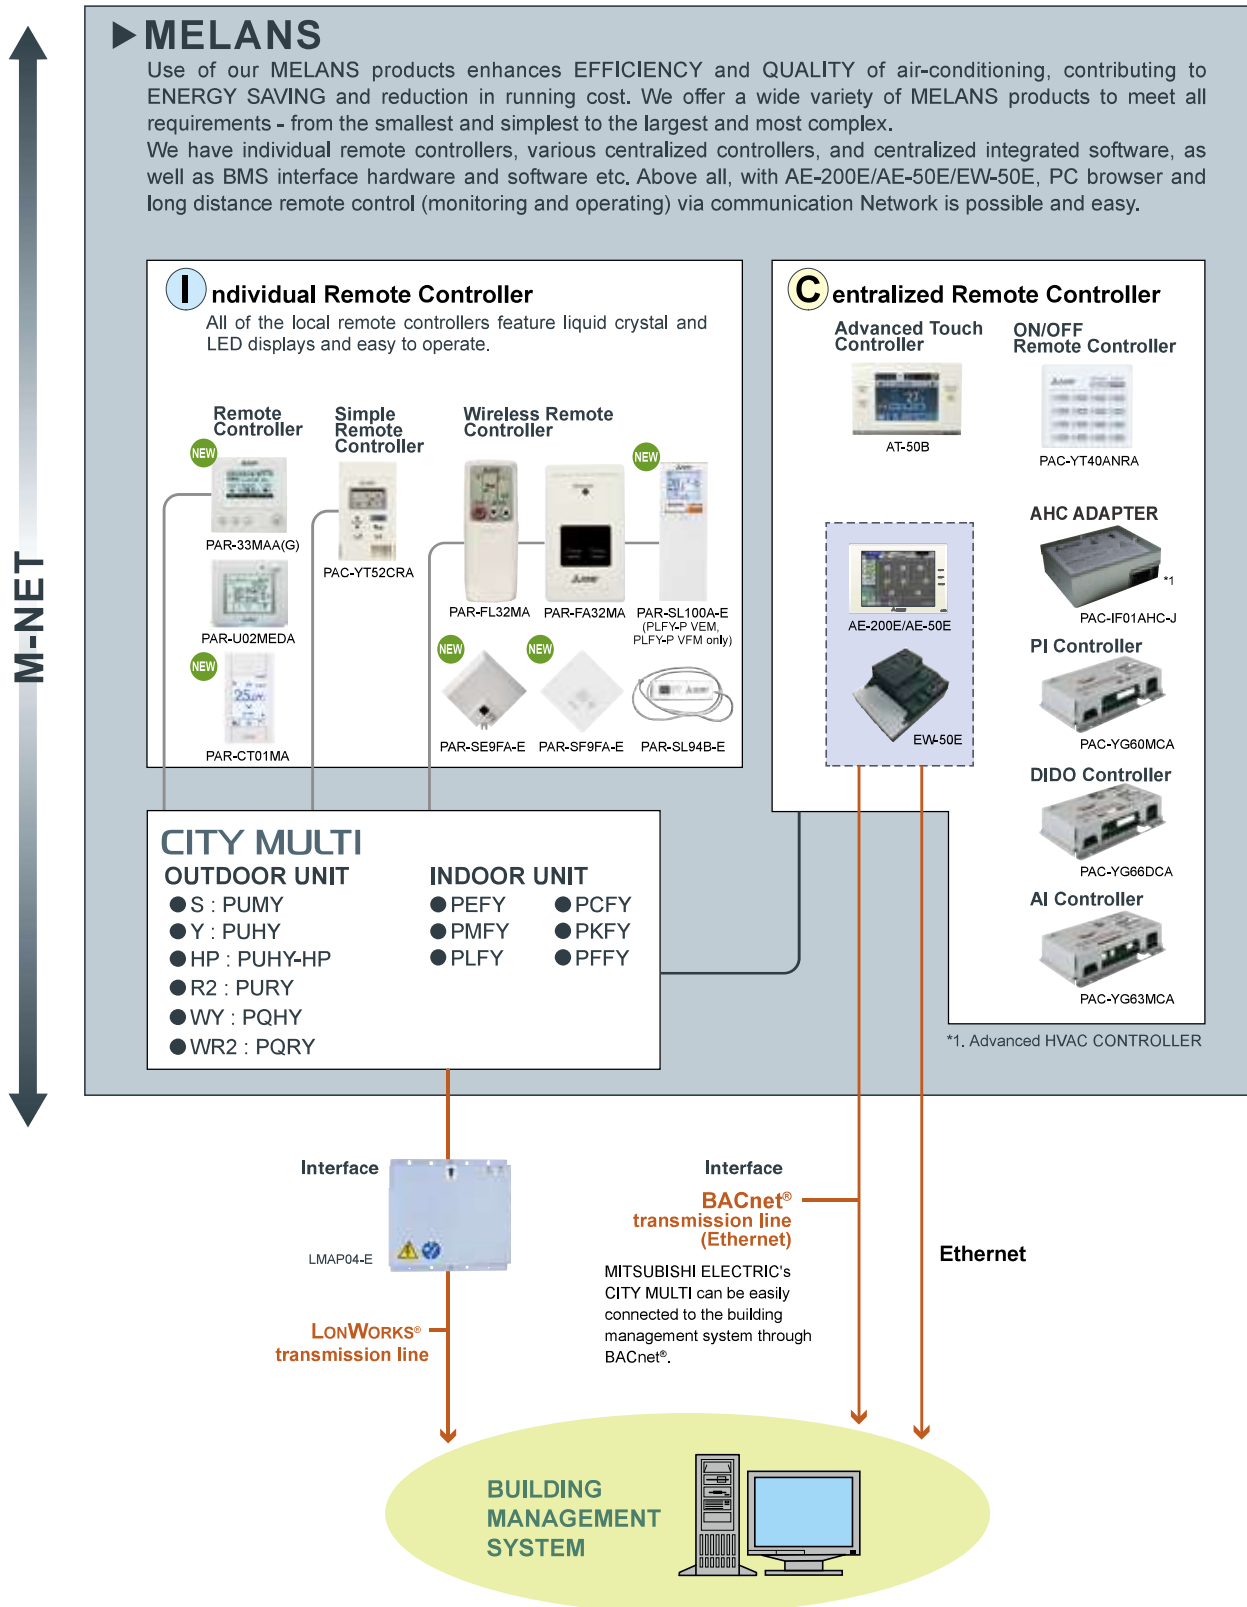 MELANS
Use of our MELANS products enhances EFFICIENCY and QUALITY of air-conditioning, contributing to
ENERGY SAVING and reduction in running cost. We offer a wide variety of MELANS products to meet all
requirements - from the smallest and simplest to the largest and most complex.
We have individual remote controllers, various centralized controllers, and centralized integrated software, as
well as BMS interface hardware and software etc. Above all, with AE-200E/AE-50E/EW-50E, PC browser and
long distance remote control (monitoring and operating) via communication Network is possible and easy.
M-NET
Individual Remote Controller
All of the local remote controllers feature liquid crystal and
LED displays and easy to operate.
Remote
Controller
NEW
PAR-33MAA(G)
PAR-U02MEDA
NEW
PAR-CT01MA
Simple
Remote
Controller
PAC-YT52CRA
Wireless Remote
Controller
PAR-FL32MA
PAR-FA32MA
NEW
PAR-SL100A-E
(PLFY-P VEM,
PLFY-P VFM only)
NEW
PAR-SE9FA-E
NEW
PAR-SF9FA-E
PAR-SL94B-E
Centralized Remote Controller
Advanced Touch
Controller
AT-50B
ON/OFF
Remote Controller
PAC-YT40ANRA
AE-200E/AE-50E
EW-50E
AHC ADAPTER
*1
PAC-IF01AHC-J
PI Controller
PAC-YG60MCA
DIDO Controller
PAC-YG66DCA
AI Controller
PAC-YG63MCA
*1. Advanced HVAC CONTROLLER
CITY MULTI
OUTDOOR UNIT
● S : PUMY
● Y : PUHY
● HP : PUHY-HP
● R2 : PURY
● WY : PQHY
● WR2 : PQRY
INDOOR UNIT
● PEFY
● PMFY
● PLFY
● PCFY
● PKFY
● PFFY
Interface
LMAP04-E
LONWORKS®
transmission line
Interface
BACnet®
transmission line
(Ethernet)
MITSUBISHI ELECTRIC's
CITY MULTI can be easily
connected to the building
management system through
BACnet®.
Ethernet
BUILDING
MANAGEMENT
SYSTEM